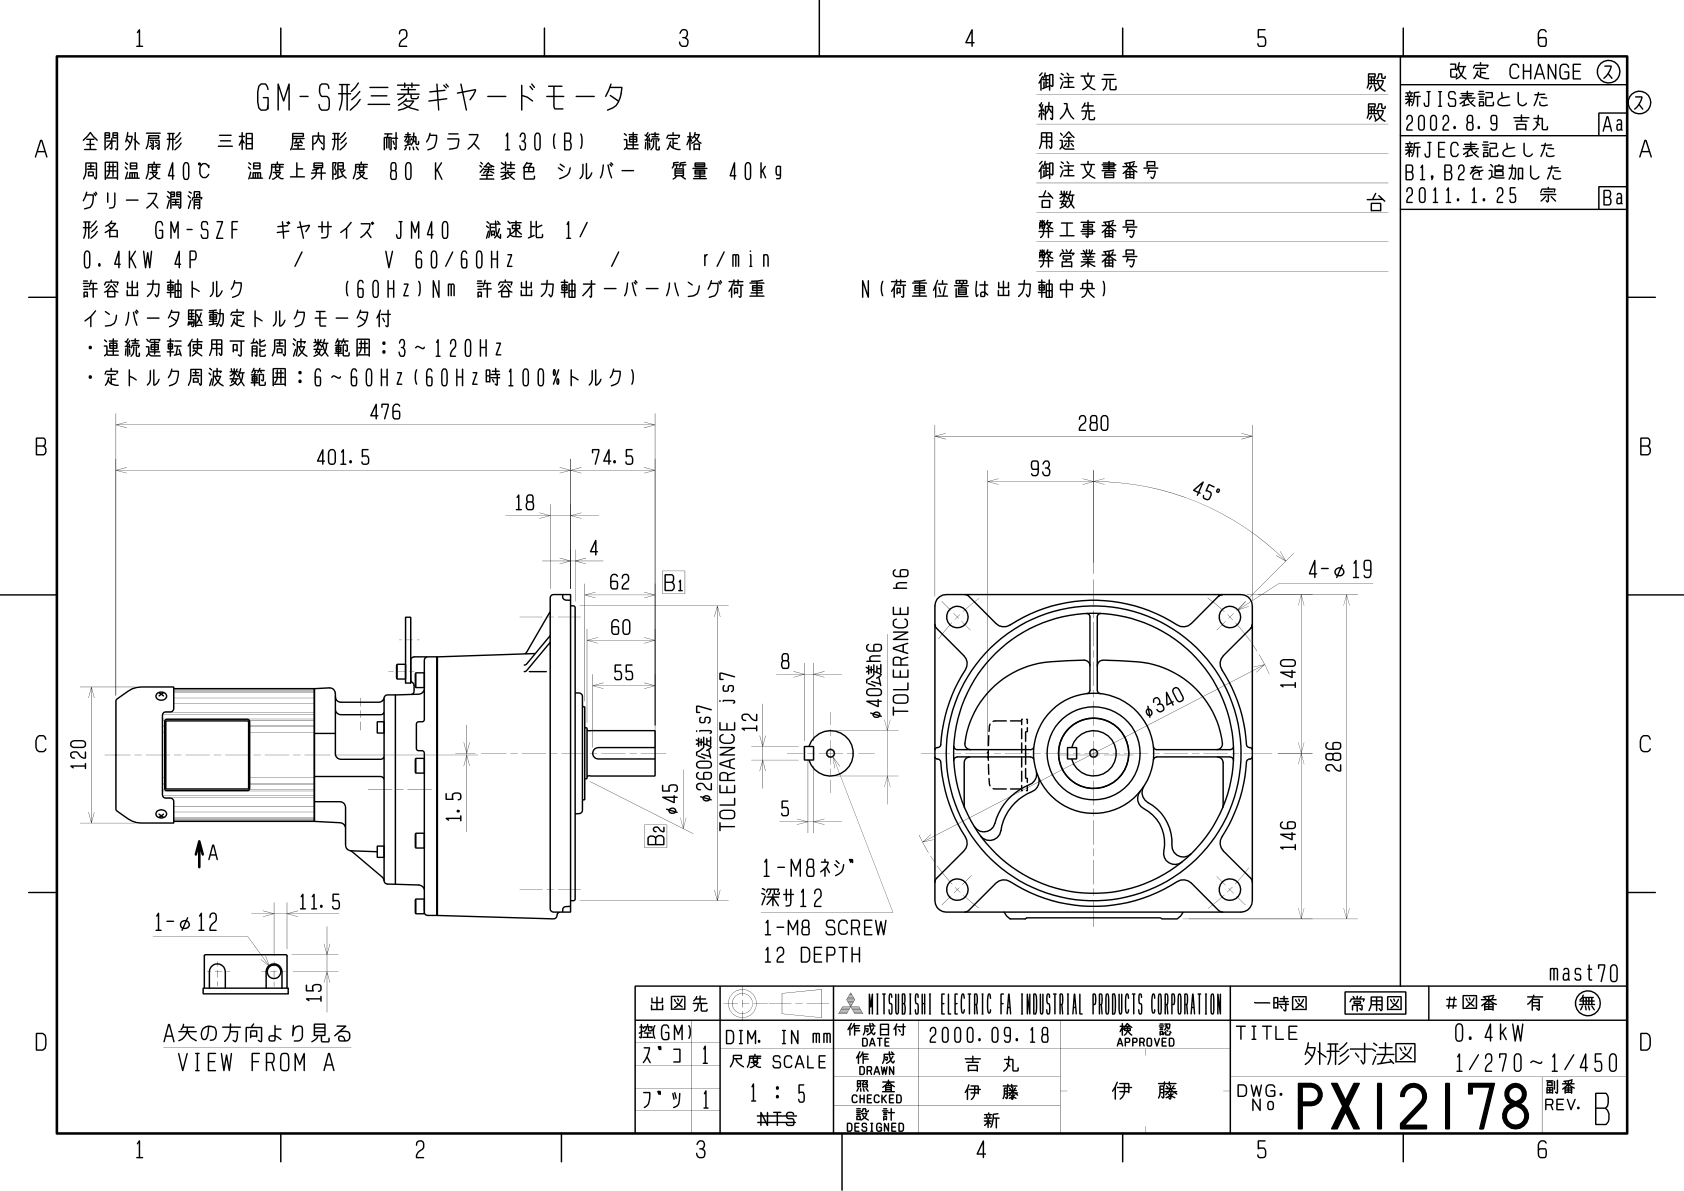 1 2 3 4 5 6
A A
B B
C C
D D
GM-S形三菱ギヤードモータ
全閉外扇形 三相 屋内形 耐熱クラス 130(B) 連続定格
周囲温度40℃ 温度上昇限度 80 K 塗装色 シルバー 質量 40kg
グリース潤滑
形名 GM-SZF ギヤサイズ JM40 減速比 1/
0.4KW 4P / V 60/60Hz / r/min
許容出力軸トルク (60Hz)Nm 許容出力軸オーバーハング荷重 N(荷重位置は出力軸中央)
インバータ駆動定トルクモータ付
・連続運転使用可能周波数範囲：3~120Hz
・定トルク周波数範囲：6~60Hz(60Hz時100%トルク)
御注文元 殿
納入先 殿
用途
御注文書番号
台数 台
弊工事番号
弊営業番号
改定 CHANGE ス
新JIS表記とした ス
2002.8.9 吉丸 Aa
新JEC表記とした
B1,B2を追加した
2011.1.25 宗 Ba
476
401.5 74.5
18
4
62 B1
60
55
120
1.5
φ45
B2
φ260公差js7
TOLERANCE js7
A
8
12
5
φ40公差h6
TOLERANCE h6
1-M8ネジ
深サ12
1-M8 SCREW
12 DEPTH
280
93
45°
4-φ19
φ340
140
146
286
1-φ12
11.5
15
A矢の方向より見る
VIEW FROM A
mast70
出図先
控(GM)
ズコ 1
ブツ 1
MITSUBISHI ELECTRIC FA INDUSTRIAL PRODUCTS CORPORATION
一時図 常用図 #図番 有 無
DIM. IN mm
尺度 SCALE
1 : 5
NTS
作成日付 DATE 2000.09.18
作成 DRAWN 吉丸
照査 CHECKED 伊藤
設計 DESIGNED 新
検認 APPROVED
伊藤
TITLE 0.4kW
外形寸法図 1/270~1/450
DWG. No PX12178
副番 REV. B
1 2 3 4 5 6